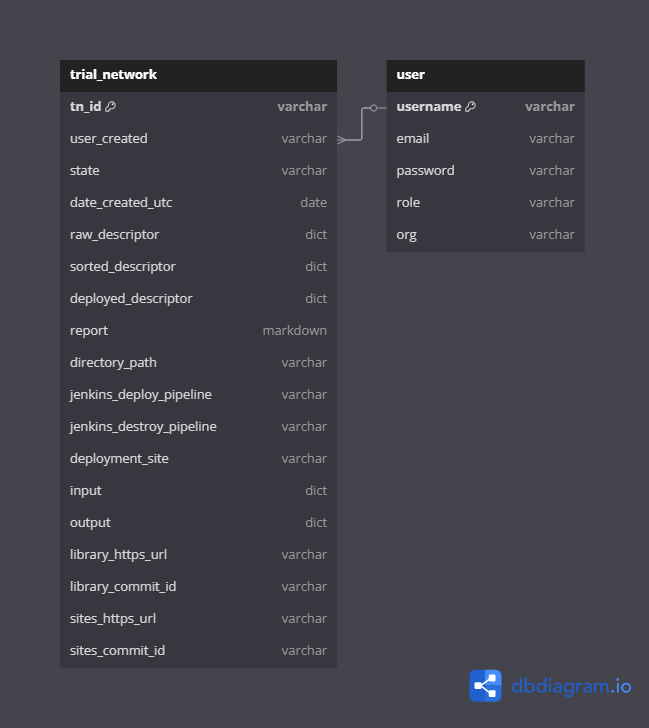 trial_network
tn_id varchar
user_created varchar
state varchar
date_created_utc date
raw_descriptor dict
sorted_descriptor dict
deployed_descriptor dict
report markdown
directory_path varchar
jenkins_deploy_pipeline varchar
jenkins_destroy_pipeline varchar
deployment_site varchar
input dict
output dict
library_https_url varchar
library_commit_id varchar
sites_https_url varchar
sites_commit_id varchar
user
username varchar
email varchar
password varchar
role varchar
org varchar
dbdiagram.io